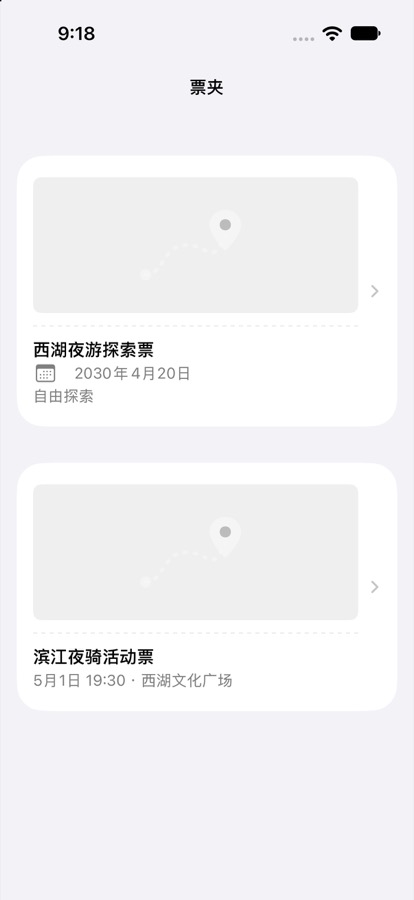 9:18
票夹
西湖夜游探索票
2030年4月20日
自由探索
滨江夜骑活动票
5月1日 19:30 · 西湖文化广场